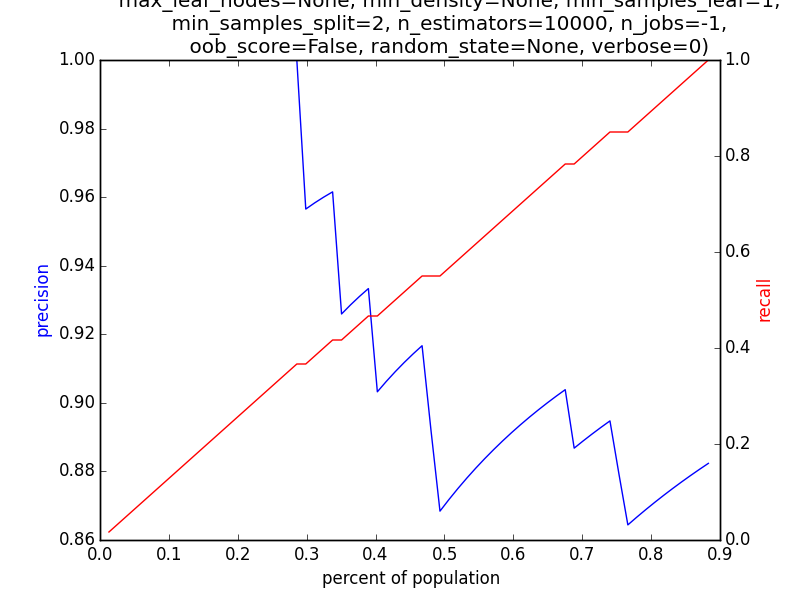 max_leaf_nodes=None, min_density=None, min_samples_leaf=1,
min_samples_split=2, n_estimators=10000, n_jobs=-1,
oob_score=False, random_state=None, verbose=0)
1.00
0.98
0.96
0.94
0.92
0.90
0.88
0.86
precision
1.0
0.8
0.6
0.4
0.2
0.0
recall
0.0 0.1 0.2 0.3 0.4 0.5 0.6 0.7 0.8 0.9
percent of population